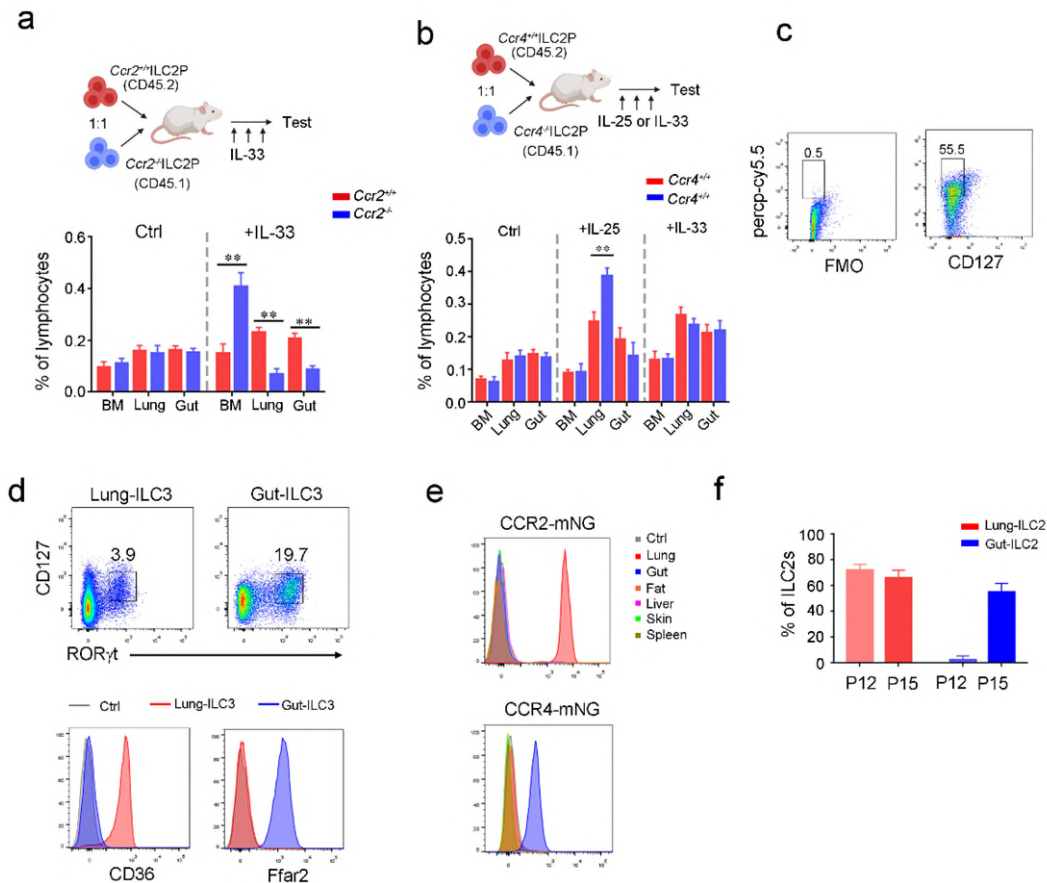 a
Ccr2+/+ILC2P
(CD45.2)
1:1
Ccr2-/-ILC2P
(CD45.1)
IL-33
Test
Ccr2+/+
Ccr2-/-
Ctrl
+IL-33
% of lymphocytes
0.6
0.4
0.2
0.0
**
**
**
BM
Lung
Gut
BM
Lung
Gut
b
Ccr4+/+ILC2P
(CD45.2)
1:1
Ccr4-/-ILC2P
(CD45.1)
IL-25 or IL-33
Test
Ccr4+/+
Ccr4+/+
Ctrl
+IL-25
+IL-33
% of lymphocytes
0.5
0.4
0.3
0.2
0.1
0.0
**
BM
Lung
Gut
BM
Lung
Gut
BM
Lung
Gut
c
percp-cy5.5
0.5
55.5
FMO
CD127
d
Lung-ILC3
Gut-ILC3
CD127
3.9
19.7
RORγt
Ctrl
Lung-ILC3
Gut-ILC3
CD36
Ffar2
e
CCR2-mNG
Ctrl
Lung
Gut
Fat
Liver
Skin
Spleen
CCR4-mNG
f
Lung-ILC2
Gut-ILC2
% of ILC2s
100
80
60
40
20
0
P12
P15
P12
P15